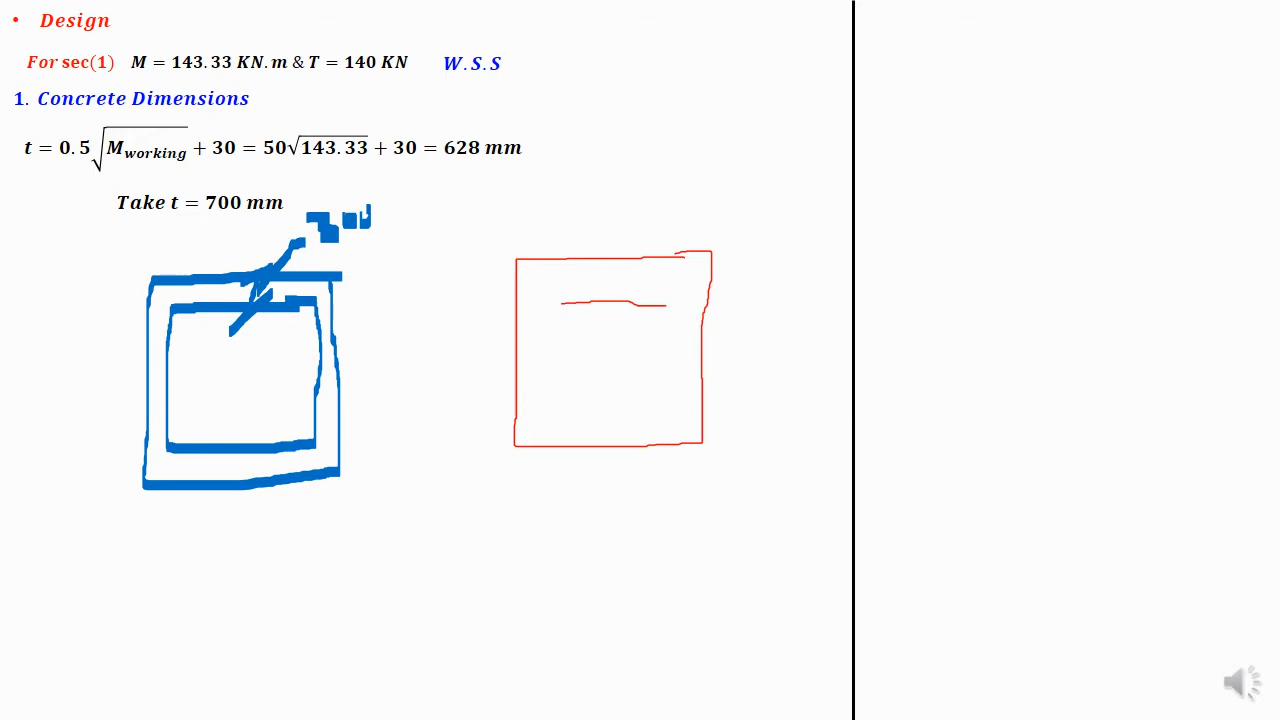 • Design
For sec(1) M = 143.33 KN.m & T = 140 KN W.S.S
1. Concrete Dimensions
t = 0.5√M_working + 30 = 50√143.33 + 30 = 628 mm
Take t = 700 mm